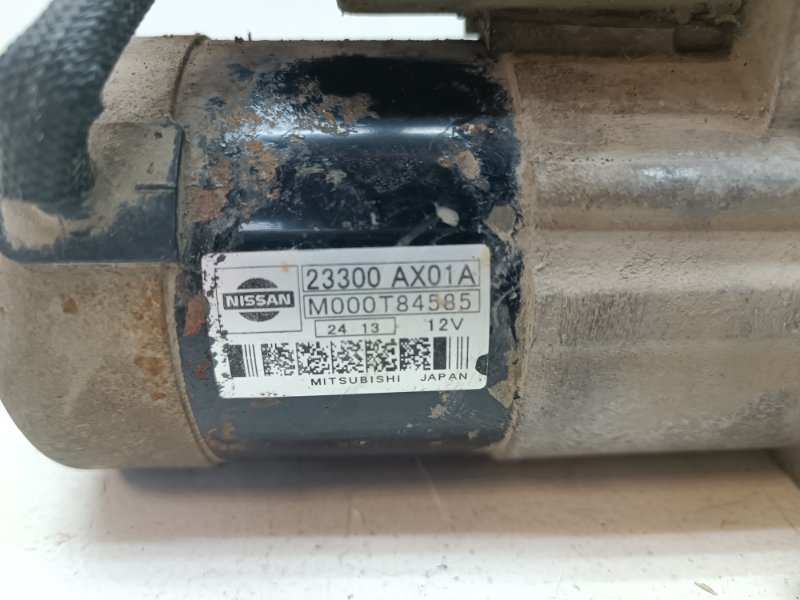 NISSAN
23300 AX01A
M000T84585
24 13 12V
MITSUBISHI JAPAN